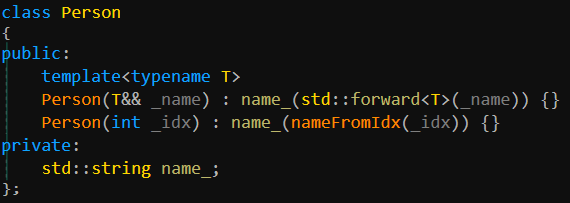 class Person
{
public:
    template<typename T>
    Person(T&& _name) : name_(std::forward<T>(_name)) {}
    Person(int _idx) : name_(nameFromIdx(_idx)) {}
private:
    std::string name_;
};